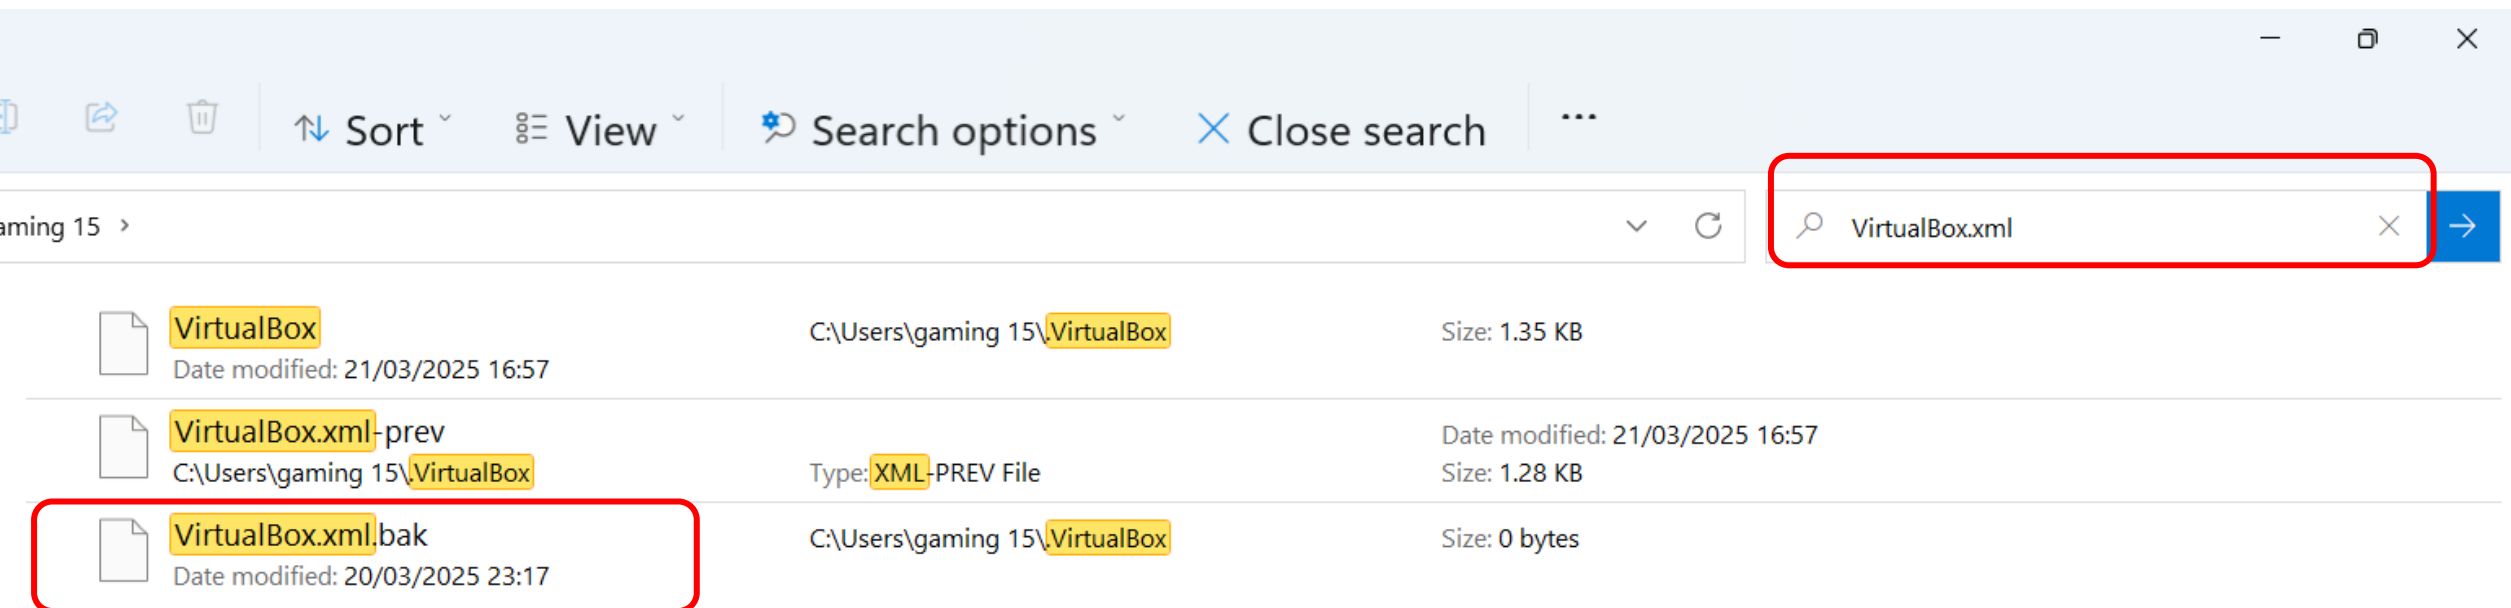 Sort
View
Search options
Close search
...
aming 15 >
VirtualBox.xml
VirtualBox
C:\Users\gaming 15\.VirtualBox
Size: 1.35 KB
Date modified: 21/03/2025 16:57
VirtualBox.xml-prev
Date modified: 21/03/2025 16:57
C:\Users\gaming 15\.VirtualBox
Type: XML-PREV File
Size: 1.28 KB
VirtualBox.xml.bak
C:\Users\gaming 15\.VirtualBox
Size: 0 bytes
Date modified: 20/03/2025 23:17